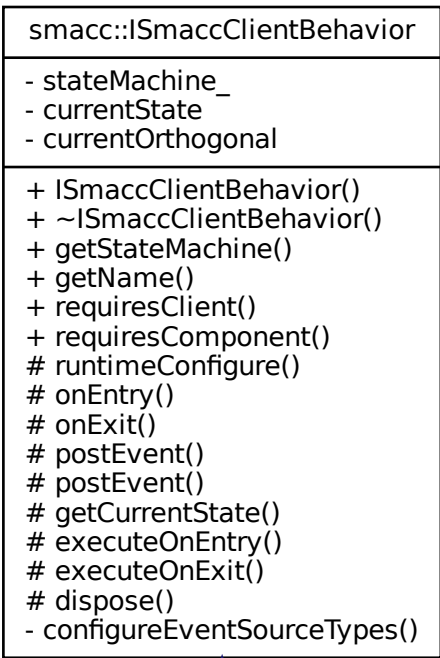 smacc::ISmaccClientBehavior
- stateMachine_
- currentState
- currentOrthogonal
+ ISmaccClientBehavior()
+ ~ISmaccClientBehavior()
+ getStateMachine()
+ getName()
+ requiresClient()
+ requiresComponent()
# runtimeConfigure()
# onEntry()
# onExit()
# postEvent()
# postEvent()
# getCurrentState()
# executeOnEntry()
# executeOnExit()
# dispose()
- configureEventSourceTypes()